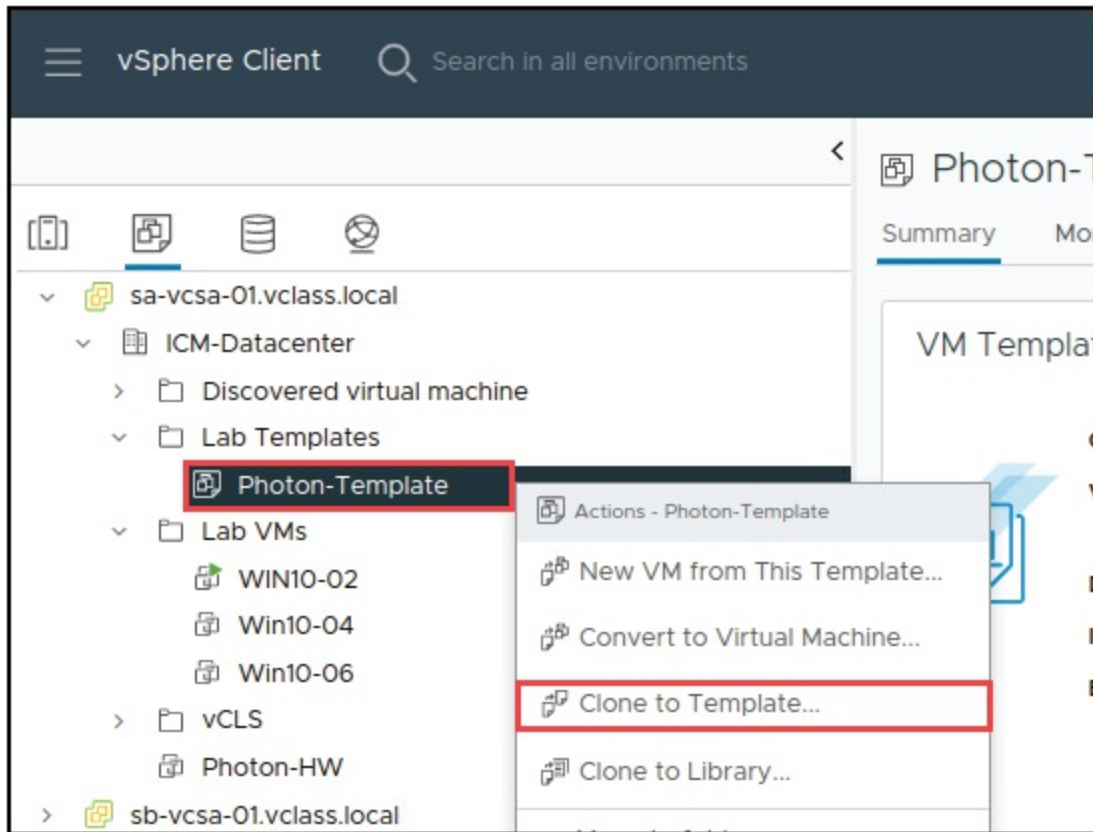 vSphere Client
Search in all environments
Summary
sa-vcsa-01.vclass.local
ICM-Datacenter
Discovered virtual machine
Lab Templates
Photon-Template
Actions - Photon-Template
Lab VMs
New VM from This Template...
WIN10-02
Win10-04
Convert to Virtual Machine...
Win10-06
Clone to Template...
vCLS
Photon-HW
Clone to Library...
sb-vcsa-01.vclass.local
Photon-
VM